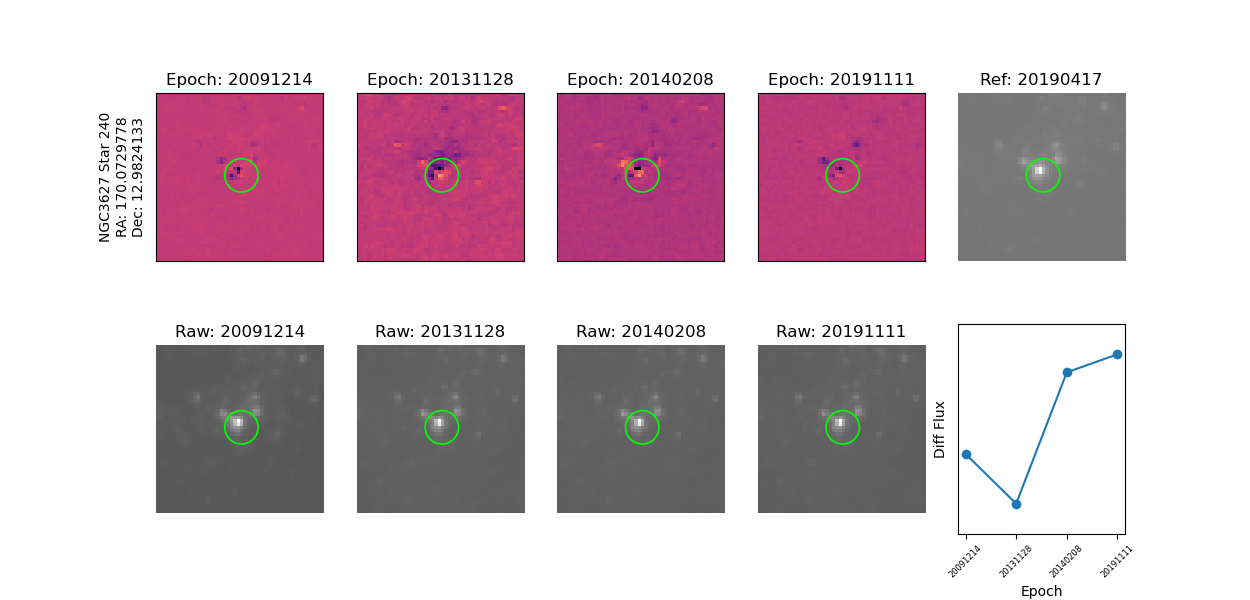 NGC3627 Star 240
RA: 170.0729778
Dec: 12.9824133
Epoch: 20091214
Epoch: 20131128
Epoch: 20140208
Epoch: 20191111
Ref: 20190417
Raw: 20091214
Raw: 20131128
Raw: 20140208
Raw: 20191111
Diff Flux
20091214
20131128
20140208
20191111
Epoch